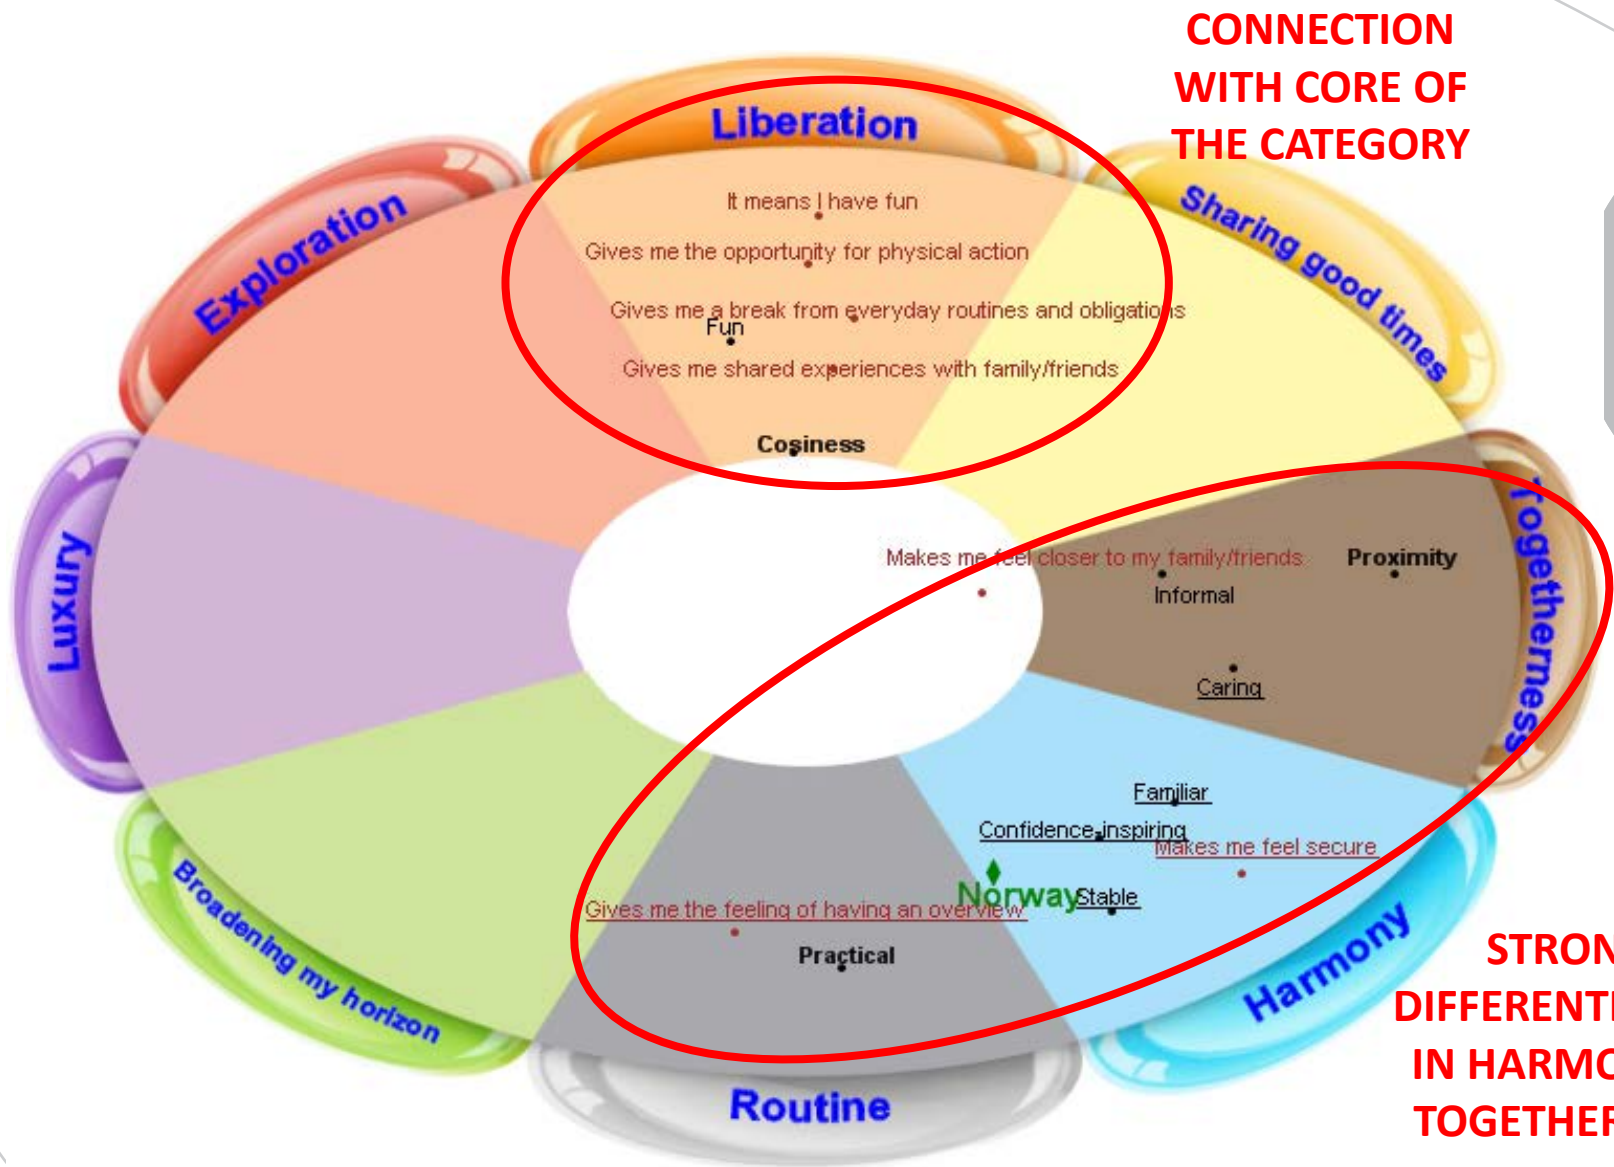 CONNECTION
WITH CORE OF
THE CATEGORY
Liberation
Sharing good times
Exploration
It means I have fun
Gives me the opportunity for physical action
Gives me a break from everyday routines and obligations
Fun
Gives me shared experiences with family/friends
Cosiness
Luxury
Togetherness
Makes me feel closer to my family/friends
Proximity
Informal
Caring
Familiar
Confidence-inspiring
Makes me feel secure
Norway
Stable
Gives me the feeling of having an overview
Practical
Broadening my horizon
Harmony
Routine
STRON
DIFFERENTI
IN HARMO
TOGETHER